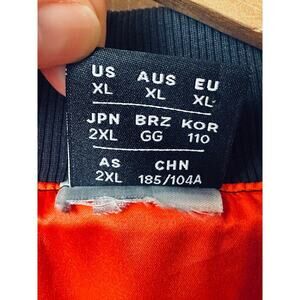 US AUS EU
XL XL XL
JPN BRZ KOR
2XL GG 110
AS CHN
2XL 185/104A